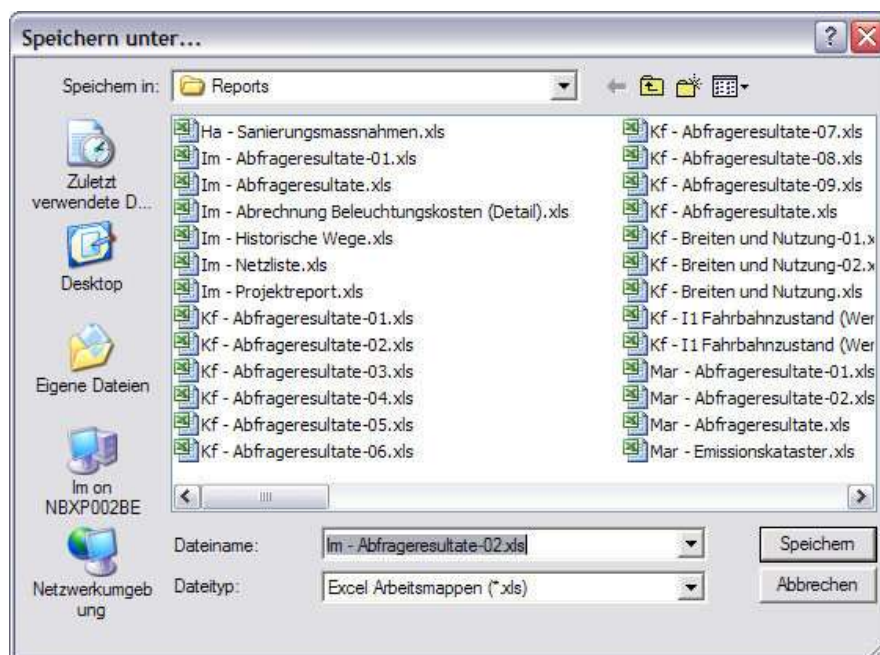 Speichern unter...
Speichern in:
Reports
Zuletzt
verwendete D...
Desktop
Eigene Dateien
Im on
NBXP002BE
Netzwerkumgeb
ung
Ha - Sanierungsmassnahmen.xls
Im - Abfrageresultate-01.xls
Im - Abfrageresultate.xls
Im - Abrechnung Beleuchtungskosten (Detail).xls
Im - Historische Wege.xls
Im - Netzliste.xls
Im - Projektreport.xls
Kf - Abfrageresultate-01.xls
Kf - Abfrageresultate-02.xls
Kf - Abfrageresultate-03.xls
Kf - Abfrageresultate-04.xls
Kf - Abfrageresultate-05.xls
Kf - Abfrageresultate-06.xls
Kf - Abfrageresultate-07.xls
Kf - Abfrageresultate-08.xls
Kf - Abfrageresultate-09.xls
Kf - Abfrageresultate.xls
Kf - Breiten und Nutzung-01.x
Kf - Breiten und Nutzung-02.x
Kf - Breiten und Nutzung.xls
Kf - I1 Fahrbahnzustand (Wer
Kf - I1 Fahrbahnzustand (Wer
Mar - Abfrageresultate-01.xls
Mar - Abfrageresultate-02.xls
Mar - Abfrageresultate.xls
Mar - Emissionskataster.xls
Dateiname:
Im - Abfrageresultate-02.xls
Speichern
Dateityp:
Excel Arbeitsmappen (*.xls)
Abbrechen